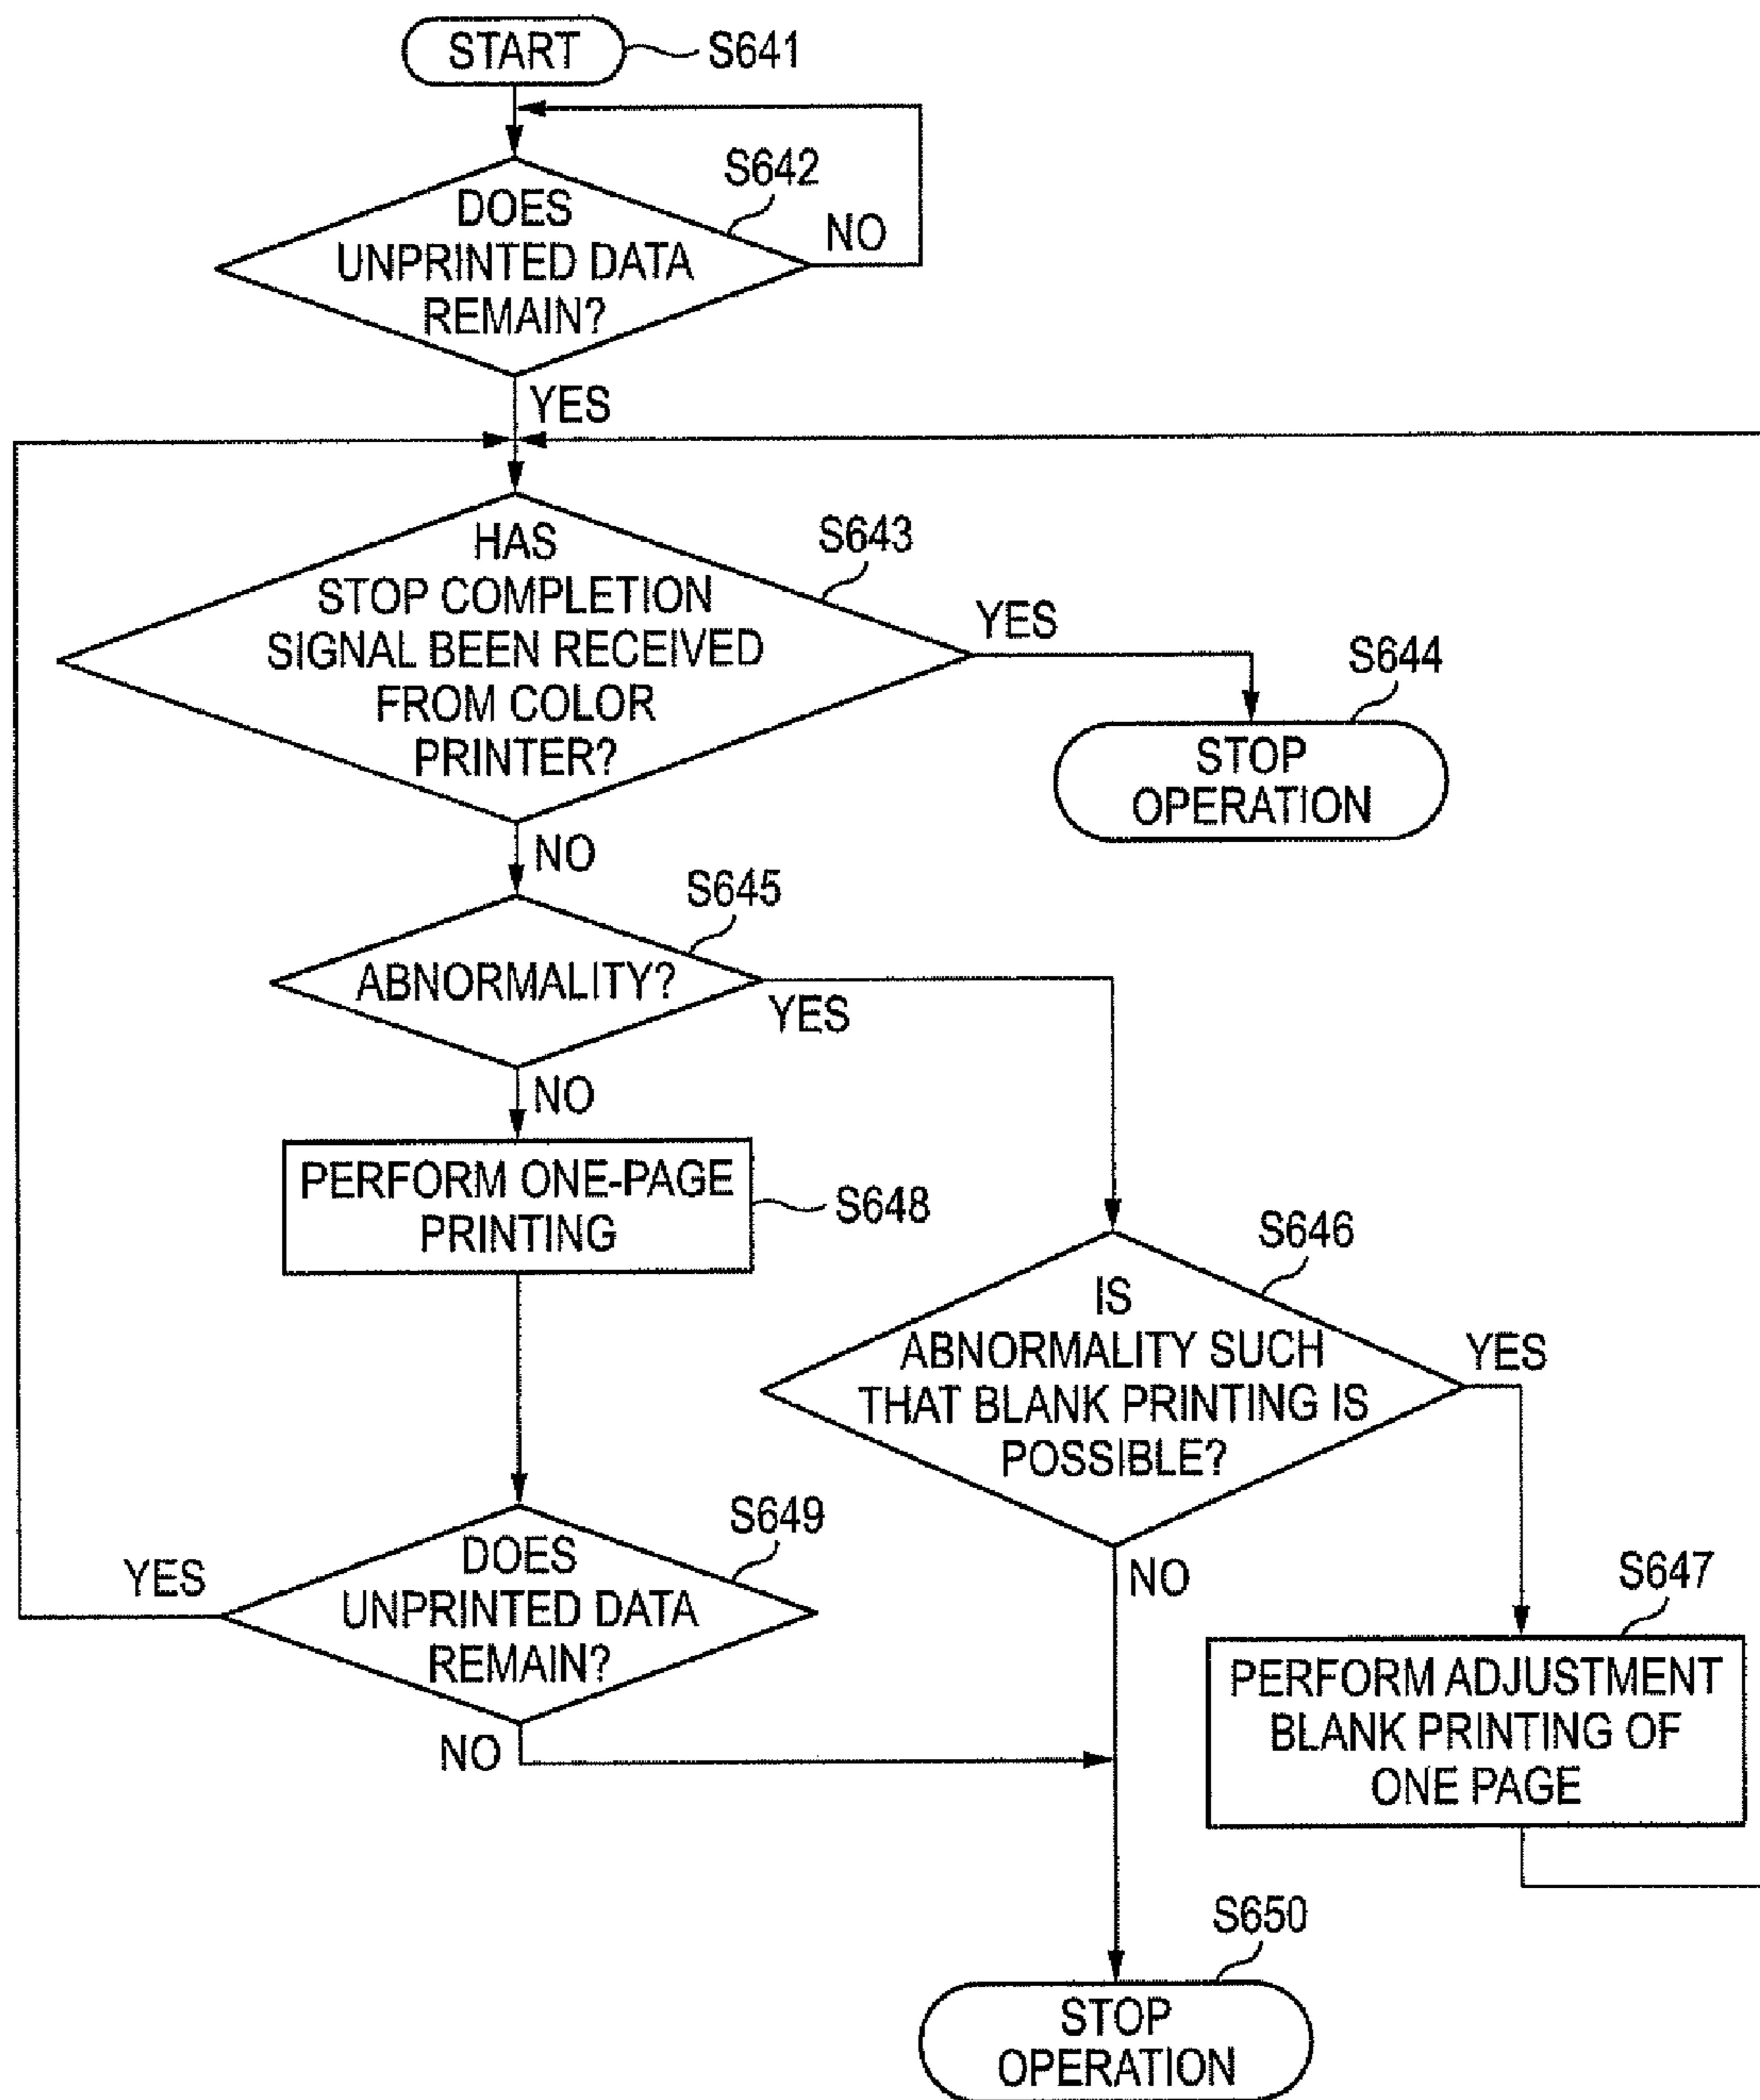 START
S641
S642
DOES
UNPRINTED DATA
REMAIN?
NO
YES
S643
HAS
STOP COMPLETION
SIGNAL BEEN RECEIVED
FROM COLOR
PRINTER?
YES
S644
STOP
OPERATION
NO
S645
ABNORMALITY?
YES
NO
PERFORM ONE-PAGE
PRINTING
S648
S646
IS
ABNORMALITY SUCH
THAT BLANK PRINTING IS
POSSIBLE?
YES
NO
S649
DOES
UNPRINTED DATA
REMAIN?
YES
NO
S647
PERFORM ADJUSTMENT
BLANK PRINTING OF
ONE PAGE
S650
STOP
OPERATION